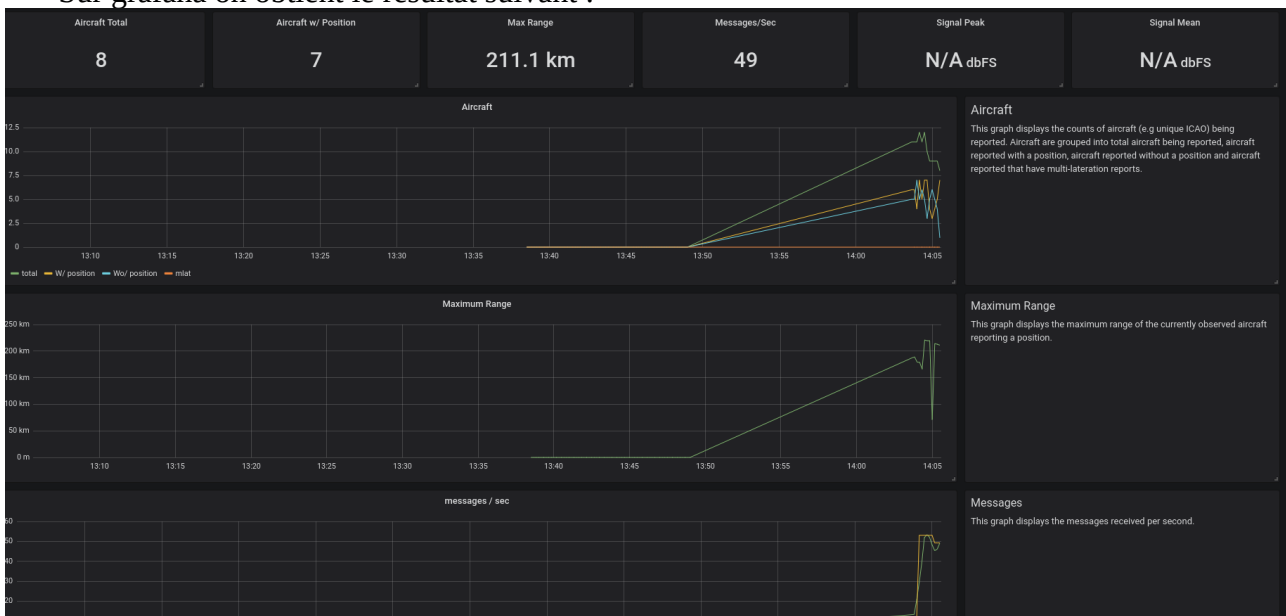 Sur grafana on obtient le résultat suivant :
Aircraft Total
Aircraft w/ Position
Max Range
Messages/Sec
Signal Peak
Signal Mean
8
7
211.1 km
49
N/A dbFS
N/A dbFS
Aircraft
12.5
10.0
7.5
5.0
2.5
0
13:10 13:15 13:20 13:25 13:30 13:35 13:40 13:45 13:50 13:55 14:00 14:05
total W/ position Wo/ position mlat
Aircraft
This graph displays the counts of aircraft (e.g unique ICAO) being
reported. Aircraft are grouped into total aircraft being reported, aircraft
reported with a position, aircraft reported without a position and aircraft
reported that have multi-lateration reports.
Maximum Range
250 km
200 km
150 km
100 km
50 km
0 m
13:10 13:15 13:20 13:25 13:30 13:35 13:40 13:45 13:50 13:55 14:00 14:05
Maximum Range
This graph displays the maximum range of the currently observed aircraft
reporting a position.
messages / sec
60
50
40
30
20
Messages
This graph displays the messages received per second.